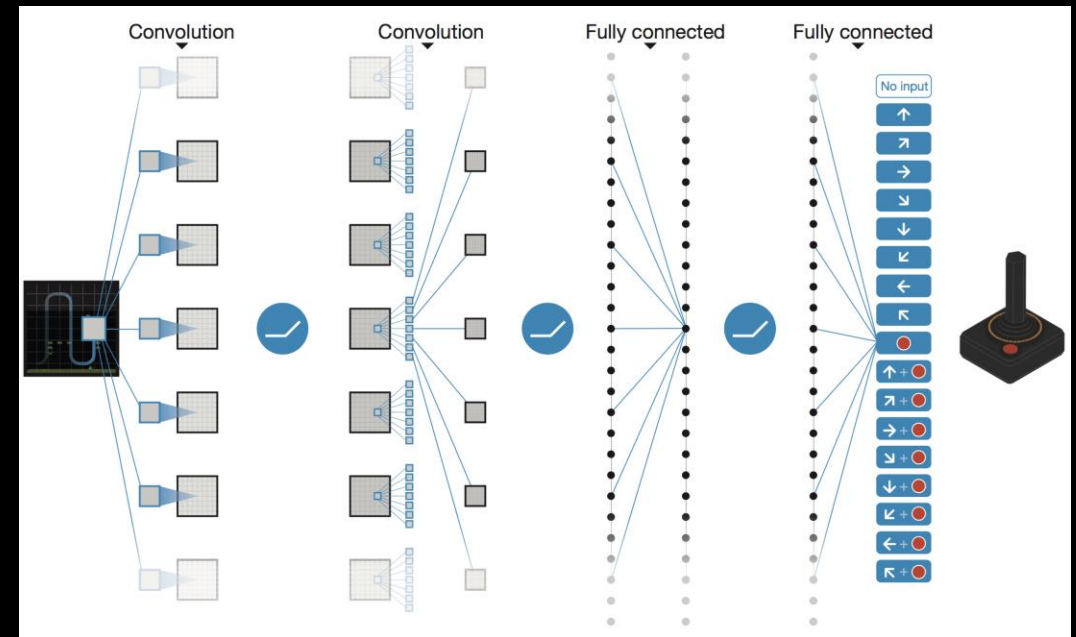 Convolution
Convolution
Fully connected
Fully connected
No input
+
+
+
+
+
+
+
+